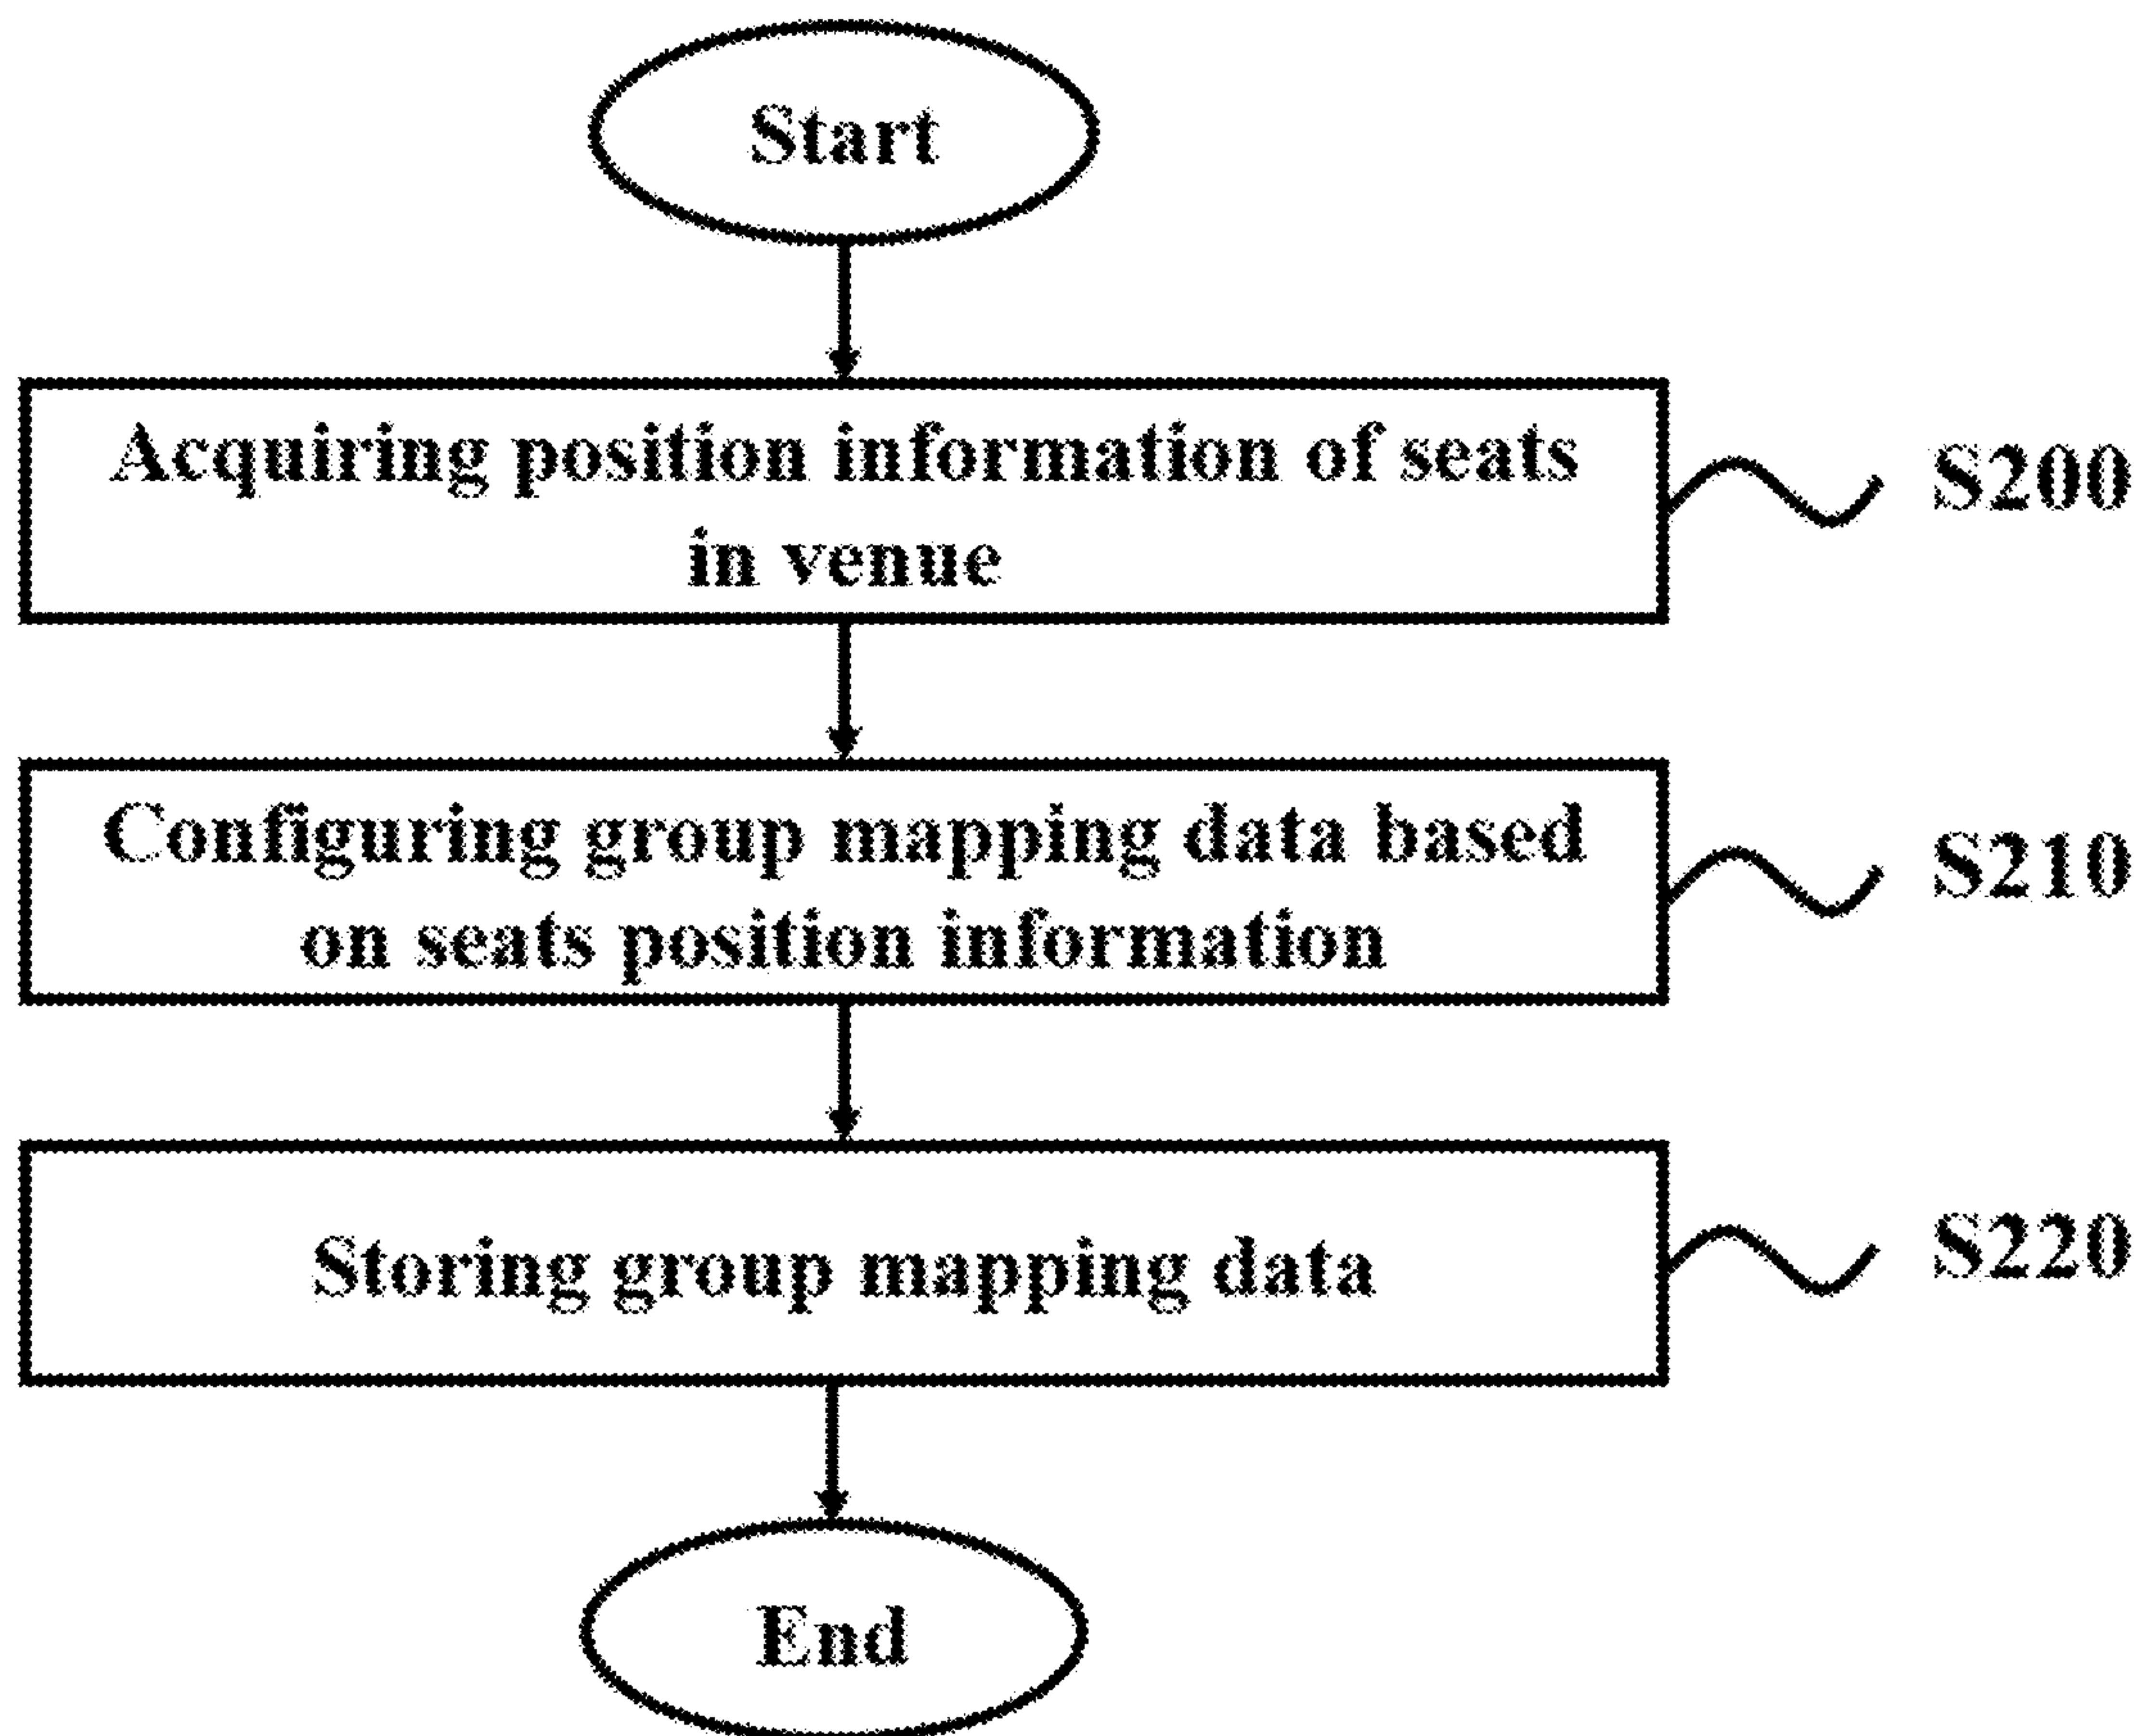 Start
Acquiring position information of seats
in venue
S200
Configuring group mapping data based
on seats position information
S210
Storing group mapping data
S220
End